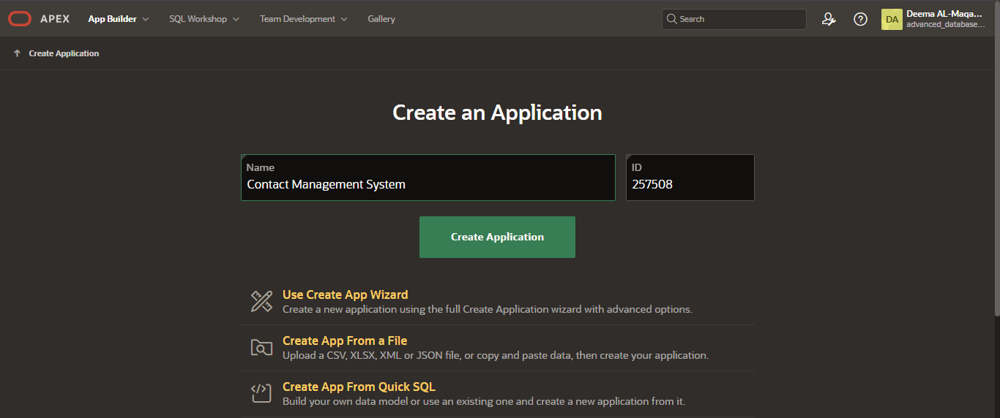 APEX App Builder SQL Workshop Team Development Gallery Search DA Deema AL-Maqa...
advanced_database...
Create Application
Create an Application
Name ID
Contact Management System 257508
Create Application
Use Create App Wizard
Create a new application using the full Create Application wizard with advanced options.
Create App From a File
Upload a CSV, XLSX, XML or JSON file, or copy and paste data, then create your application.
Create App From Quick SQL
Build your own data model or use an existing one and create a new application from it.